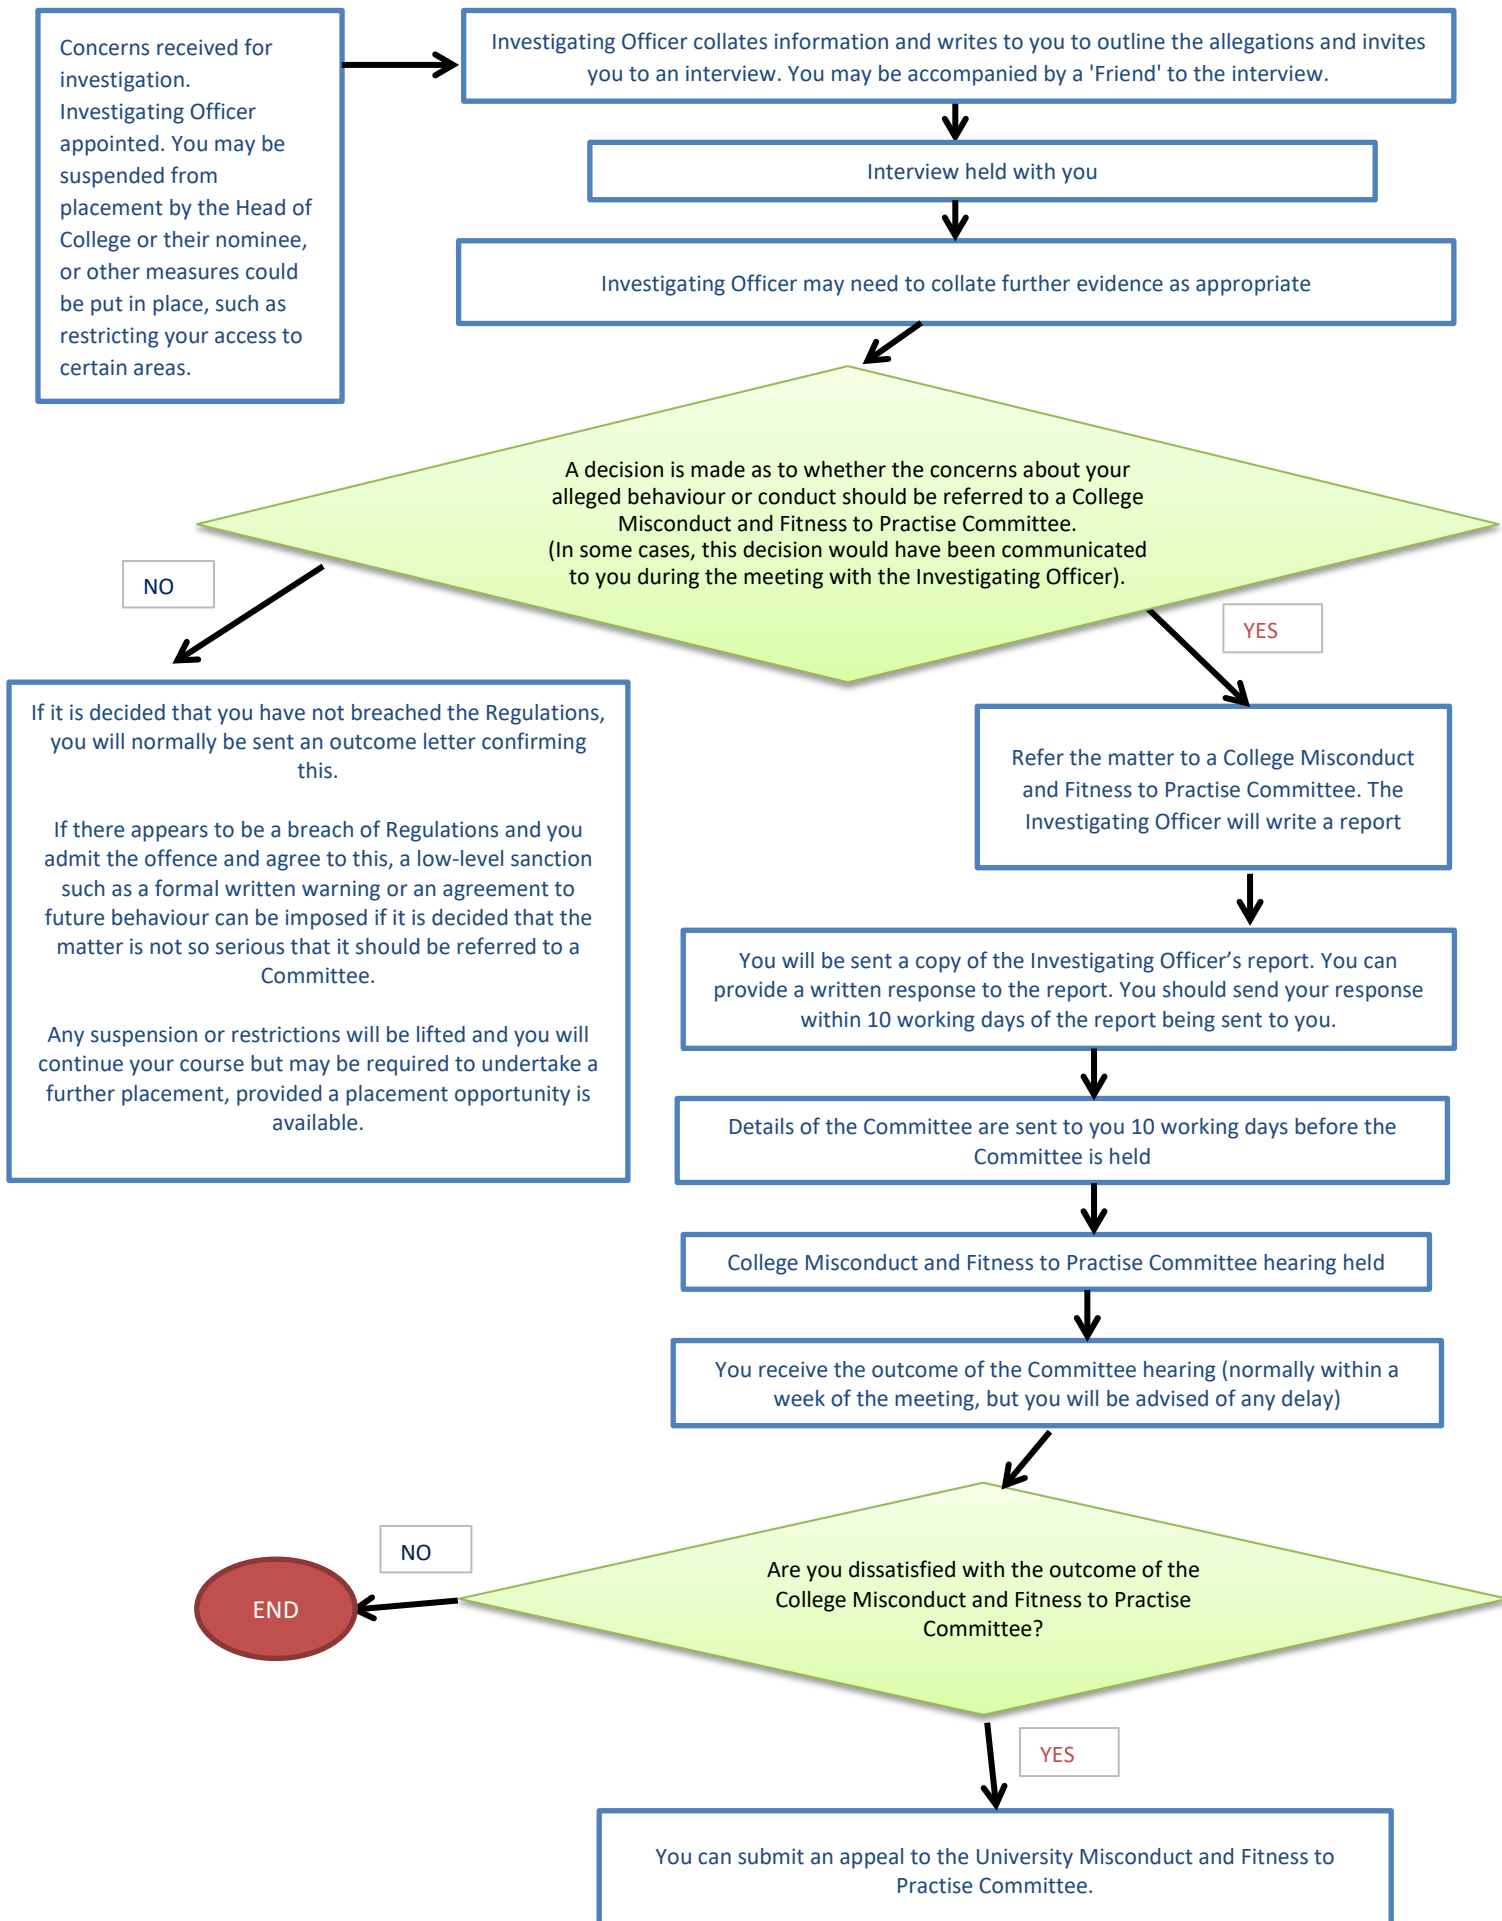 Concerns received for
investigation.
Investigating Officer
appointed. You may be
suspended from
placement by the Head of
College or their nominee,
or other measures could
be put in place, such as
restricting your access to
certain areas.
Investigating Officer collates information and writes to you to outline the allegations and invites
you to an interview. You may be accompanied by a 'Friend' to the interview.
Interview held with you
Investigating Officer may need to collate further evidence as appropriate
A decision is made as to whether the concerns about your
alleged behaviour or conduct should be referred to a College
Misconduct and Fitness to Practise Committee.
(In some cases, this decision would have been communicated
to you during the meeting with the Investigating Officer).
NO
YES
If it is decided that you have not breached the Regulations,
you will normally be sent an outcome letter confirming
this.
If there appears to be a breach of Regulations and you
admit the offence and agree to this, a low-level sanction
such as a formal written warning or an agreement to
future behaviour can be imposed if it is decided that the
matter is not so serious that it should be referred to a
Committee.
Any suspension or restrictions will be lifted and you will
continue your course but may be required to undertake a
further placement, provided a placement opportunity is
available.
Refer the matter to a College Misconduct
and Fitness to Practise Committee. The
Investigating Officer will write a report
You will be sent a copy of the Investigating Officer’s report. You can
provide a written response to the report. You should send your response
within 10 working days of the report being sent to you.
Details of the Committee are sent to you 10 working days before the
Committee is held
College Misconduct and Fitness to Practise Committee hearing held
You receive the outcome of the Committee hearing (normally within a
week of the meeting, but you will be advised of any delay)
Are you dissatisfied with the outcome of the
College Misconduct and Fitness to Practise
Committee?
NO
END
YES
You can submit an appeal to the University Misconduct and Fitness to
Practise Committee.